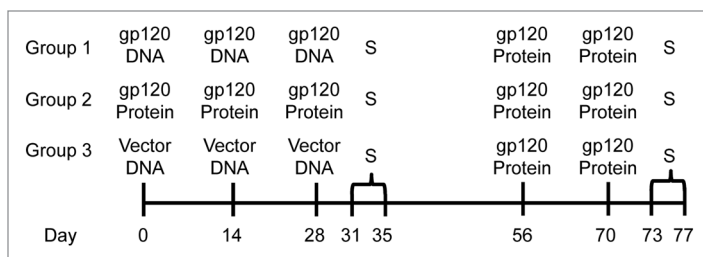 gp120 gp120 gp120 gp120 gp120
Group 1 S S
DNA DNA DNA Protein Protein
gp120 gp120 gp120 gp120 gp120
Group 2 S S
Protein Protein Protein Protein Protein
Vector Vector Vector gp120 gp120
Group 3 S S
DNA DNA DNA Protein Protein
Day 0 14 28 31 35 56 70 73 77